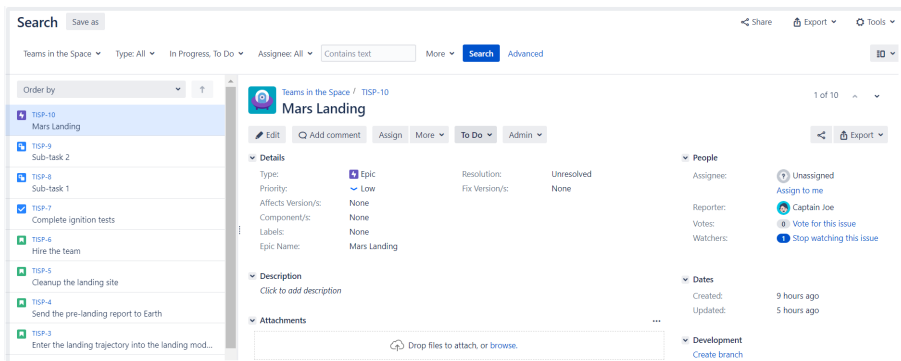 Search Save as Share Export Tools
Teams in the Space Type: All In Progress, To Do Assignee: All Contains text More Search Advanced
Order by
TISP-10
Mars Landing
TISP-9
Sub-task 2
TISP-8
Sub-task 1
TISP-7
Complete ignition tests
TISP-6
Hire the team
TISP-5
Cleanup the landing site
TISP-4
Send the pre-landing report to Earth
TISP-3
Enter the landing trajectory into the landing mod...
Teams in the Space / TISP-10
Mars Landing
1 of 10
Edit Add comment Assign More To Do Admin Export
Details
Type: Epic Resolution: Unresolved
Priority: Low Fix Version/s: None
Affects Version/s: None
Component/s: None
Labels: None
Epic Name: Mars Landing
Description
Click to add description
Attachments
...
Drop files to attach, or browse.
People
Assignee: Unassigned
Assign to me
Reporter: Captain Joe
Votes: 0 Vote for this issue
Watchers: 1 Stop watching this issue
Dates
Created: 9 hours ago
Updated: 5 hours ago
Development
Create branch